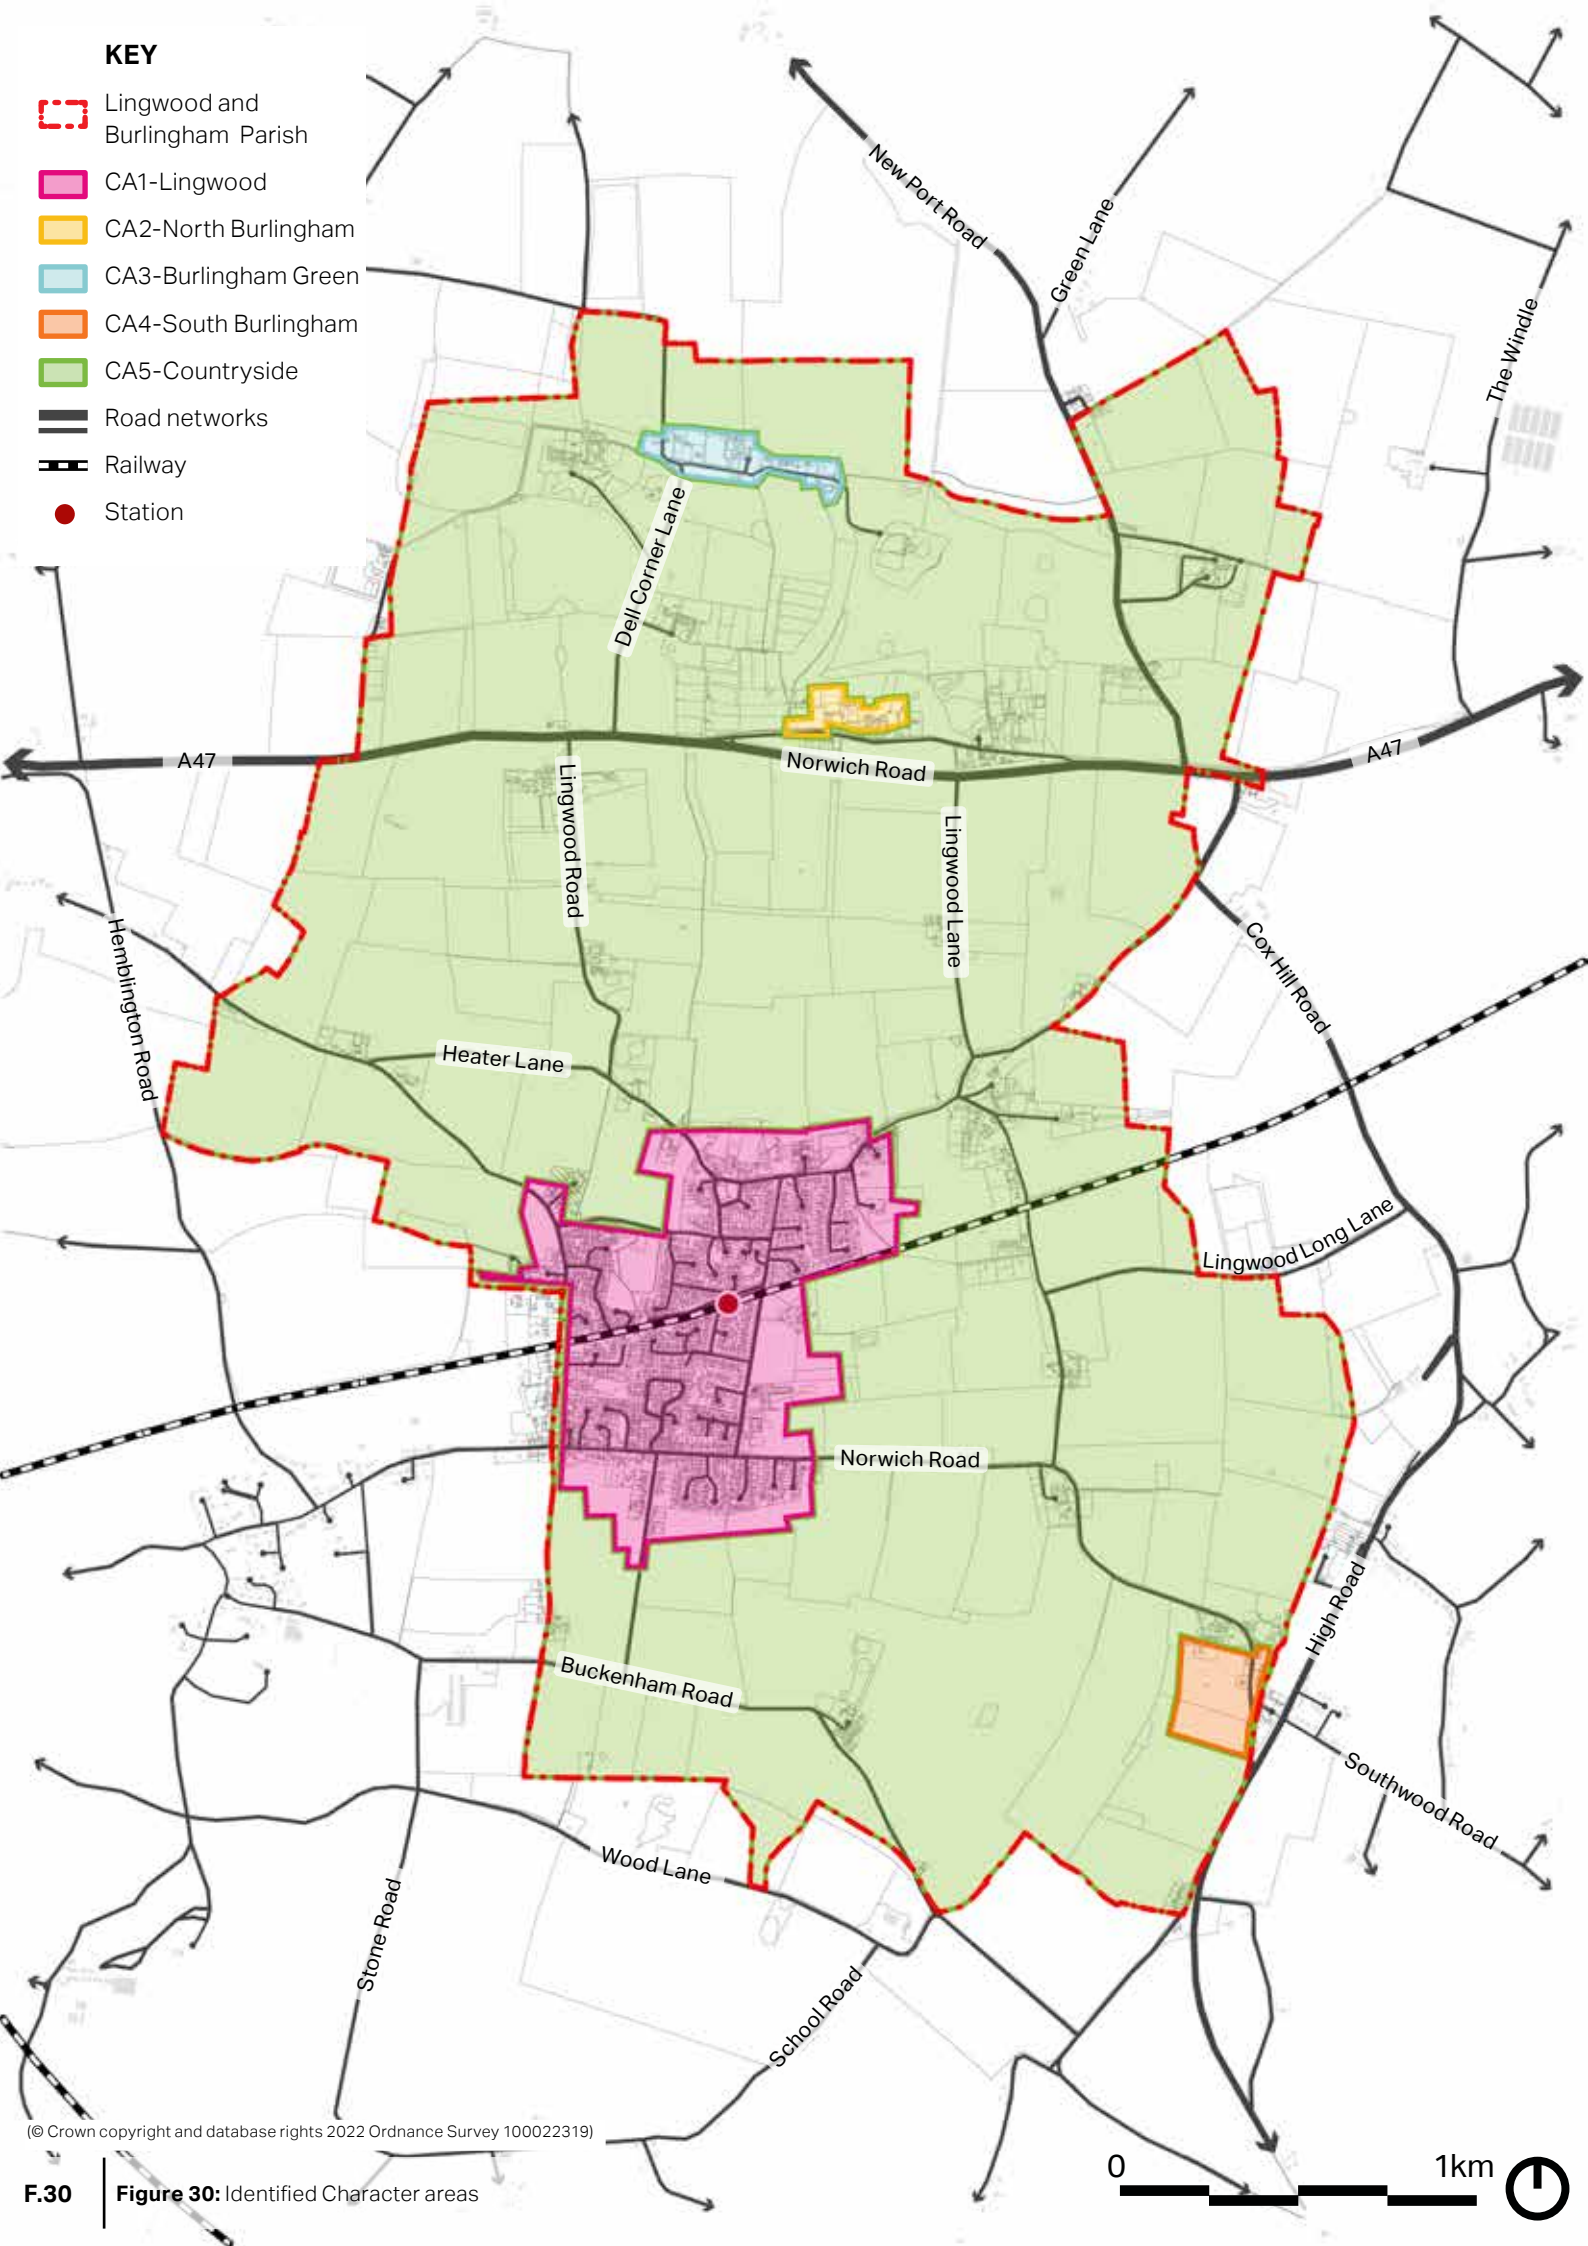 KEY
Lingwood and
Burlingham Parish
CA1-Lingwood
CA2-North Burlingham
CA3-Burlingham Green
CA4-South Burlingham
CA5-Countryside
Road networks
Railway
Station
New Port Road
Green Lane
The Windle
Dell Corner Lane
A47
Norwich Road
A47
Lingwood Road
Lingwood Lane
Hemblington Road
Cox Hill Road
Heater Lane
Lingwood Long Lane
Norwich Road
High Road
Buckenham Road
Southwood Road
Wood Lane
Stone Road
School Road
(© Crown copyright and database rights 2022 Ordnance Survey 100022319)
0 1km
F.30 Figure 30: Identified Character areas